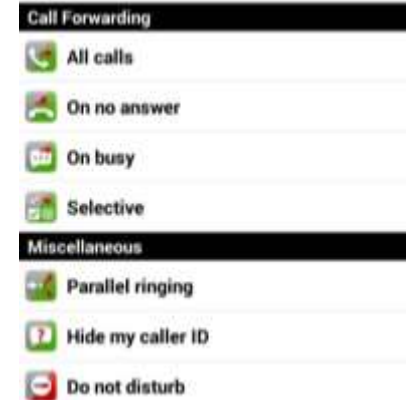 Call Forwarding
All calls
On no answer
On busy
Selective
Miscellaneous
Parallel ringing
Hide my caller ID
Do not disturb